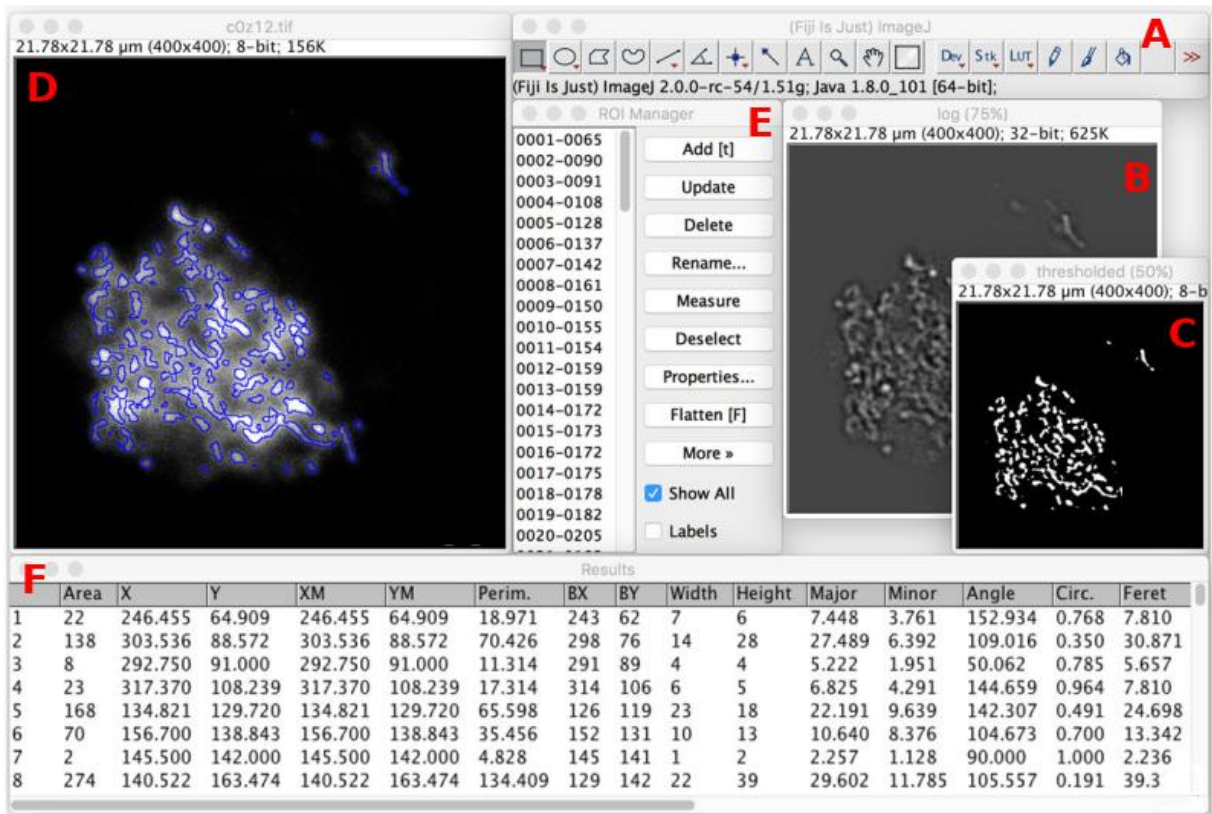 c0z12.tif
21.78x21.78 µm (400x400); 8-bit; 156K
D
(Fiji Is Just) ImageJ
A
A Dev Stk LUT >>
(Fiji Is Just) ImageJ 2.0.0-rc-54/1.51g; Java 1.8.0_101 [64-bit];
ROI Manager
E
0001-0065
0002-0090
0003-0091
0004-0108
0005-0128
0006-0137
0007-0142
0008-0161
0009-0150
0010-0155
0011-0154
0012-0159
0013-0159
0014-0172
0015-0173
0016-0172
0017-0175
0018-0178
0019-0182
0020-0205
Add [t]
Update
Delete
Rename...
Measure
Deselect
Properties...
Flatten [F]
More »
Show All
Labels
log (75%)
21.78x21.78 µm (400x400); 32-bit; 625K
B
thresholded (50%)
21.78x21.78 µm (400x400); 8-b
C
F
Results
Area X Y XM YM Perim. BX BY Width Height Major Minor Angle Circ. Feret
1 22 246.455 64.909 246.455 64.909 18.971 243 62 7 6 7.448 3.761 152.934 0.768 7.810
2 138 303.536 88.572 303.536 88.572 70.426 298 76 14 28 27.489 6.392 109.016 0.350 30.871
3 8 292.750 91.000 292.750 91.000 11.314 291 89 4 4 5.222 1.951 50.062 0.785 5.657
4 23 317.370 108.239 317.370 108.239 17.314 314 106 6 5 6.825 4.291 144.659 0.964 7.810
5 168 134.821 129.720 134.821 129.720 65.598 126 119 23 18 22.191 9.639 142.307 0.491 24.698
6 70 156.700 138.843 156.700 138.843 35.456 152 131 10 13 10.640 8.376 104.673 0.700 13.342
7 2 145.500 142.000 145.500 142.000 4.828 145 141 1 2 2.257 1.128 90.000 1.000 2.236
8 274 140.522 163.474 140.522 163.474 134.409 129 142 22 39 29.602 11.785 105.557 0.191 39.3